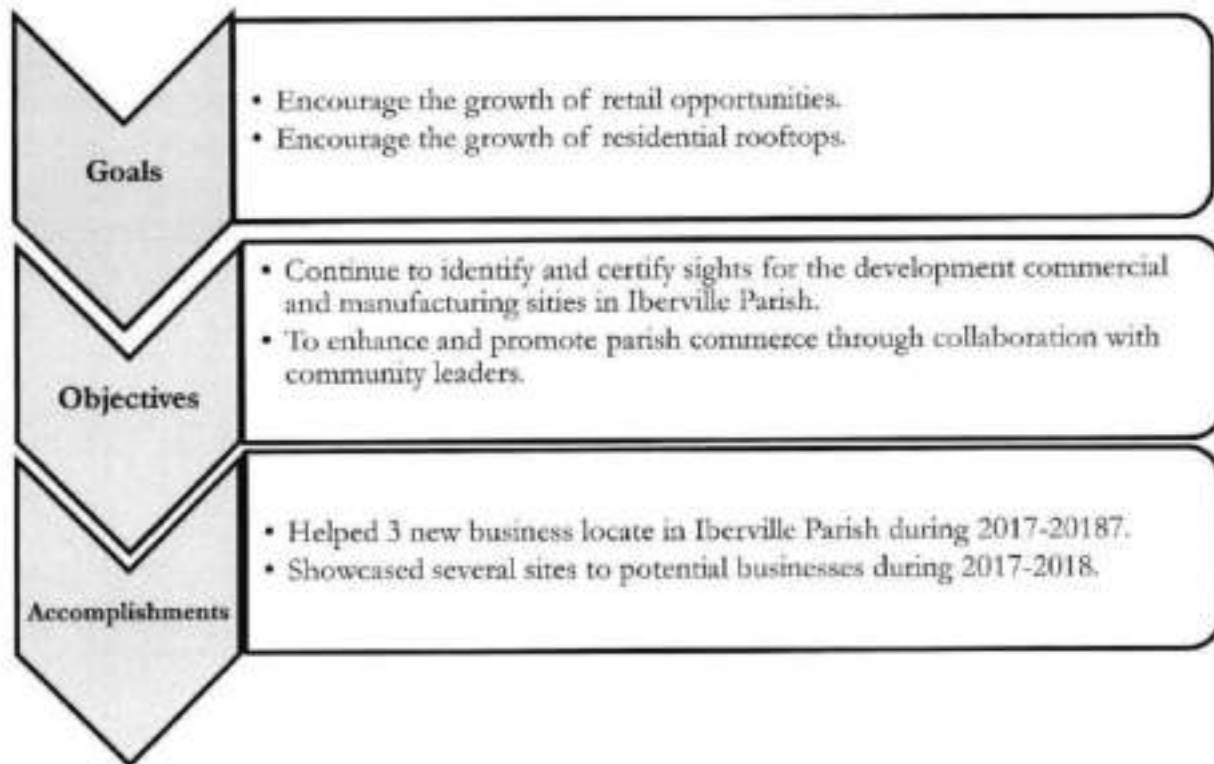 Goals
• Encourage the growth of retail opportunities.
• Encourage the growth of residential rooftops.
Objectives
• Continue to identify and certify sights for the development commercial
and manufacturing sities in Iberville Parish.
• To enhance and promote parish commerce through collaboration with
community leaders.
Accomplishments
• Helped 3 new business locate in Iberville Parish during 2017-20187.
• Showcased several sites to potential businesses during 2017-2018.